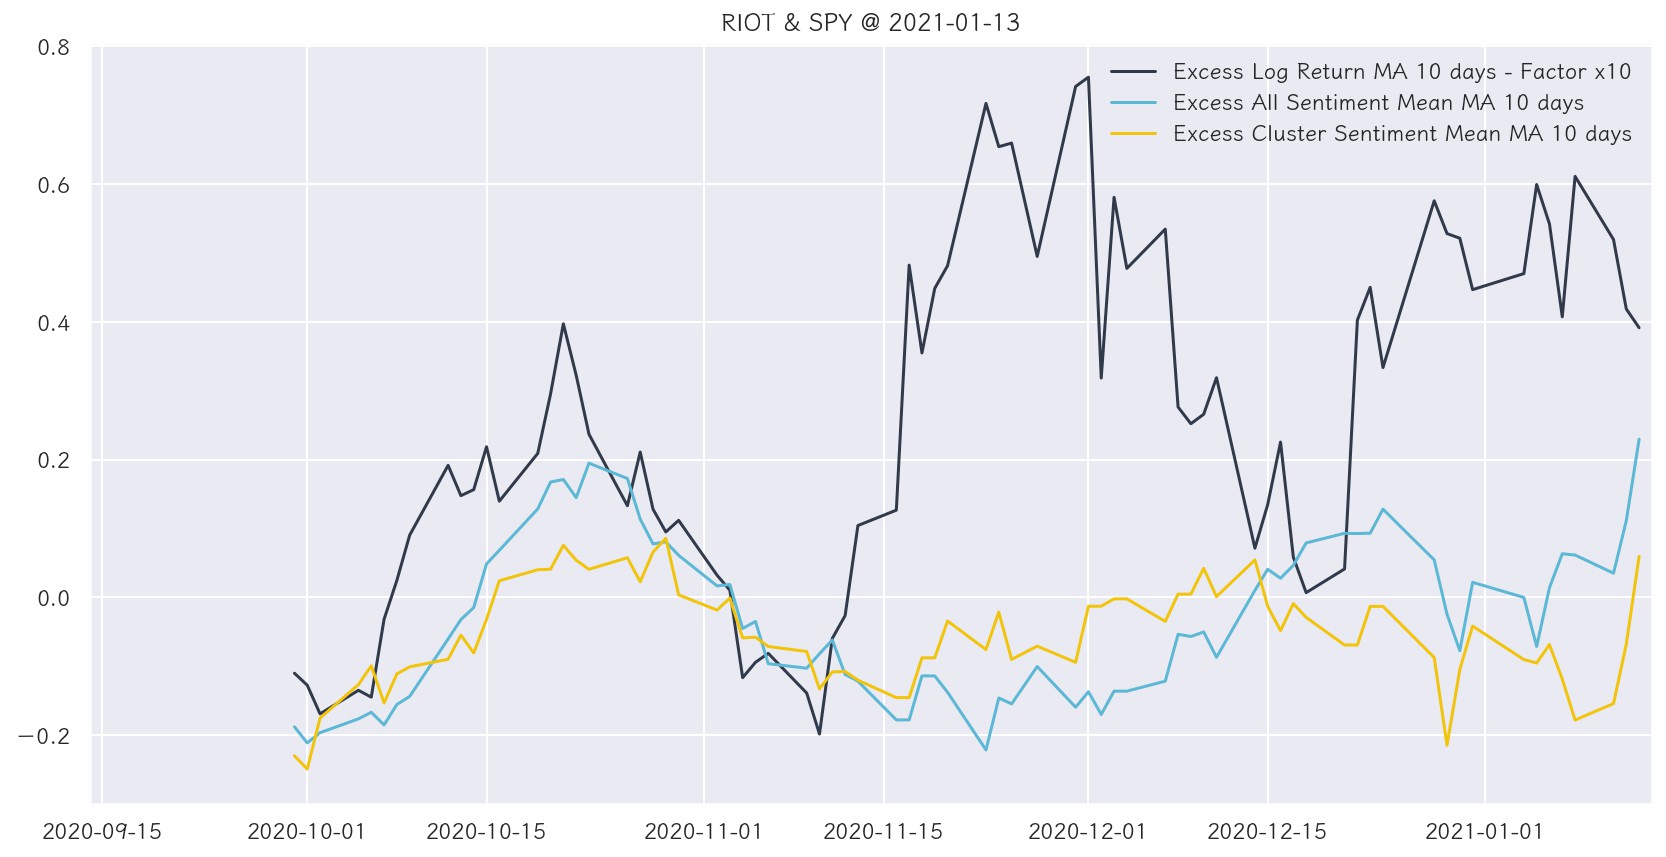 RIOT & SPY @ 2021-01-13
0.8
0.6
0.4
0.2
0.0
−0.2
Excess Log Return MA 10 days - Factor x10
Excess All Sentiment Mean MA 10 days
Excess Cluster Sentiment Mean MA 10 days
2020-09-15 2020-10-01 2020-10-15 2020-11-01 2020-11-15 2020-12-01 2020-12-15 2021-01-01